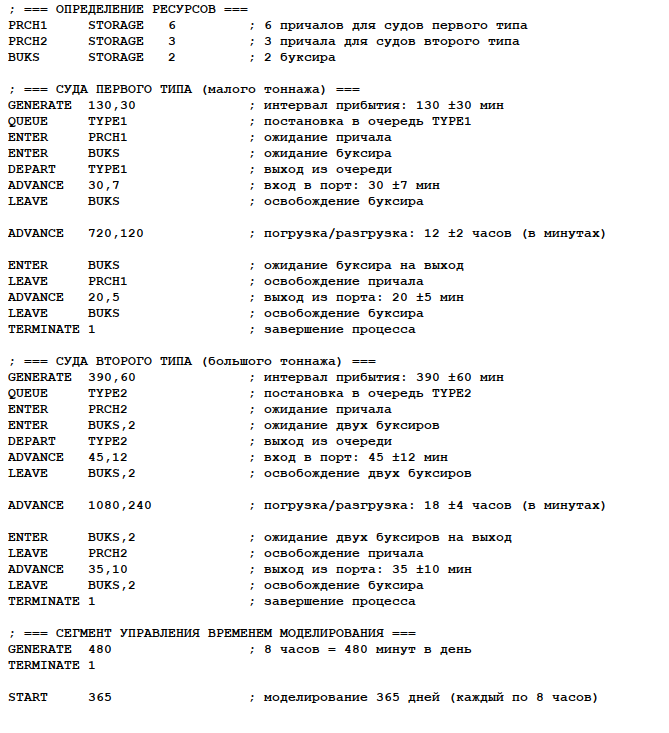 ; === ОПРЕДЕЛЕНИЕ РЕСУРСОВ ===
PRCH1     STORAGE   6         ; 6 причалов для судов первого типа
PRCH2     STORAGE   3         ; 3 причала для судов второго типа
BUKS      STORAGE   2         ; 2 буксира

; === СУДА ПЕРВОГО ТИПА (малого тоннажа) ===
GENERATE  130,30              ; интервал прибытия: 130 ±30 мин
QUEUE     TYPE1               ; постановка в очередь TYPE1
ENTER     PRCH1               ; ожидание причала
ENTER     BUKS                ; ожидание буксира
DEPART    TYPE1               ; выход из очереди
ADVANCE   30,7                ; вход в порт: 30 ±7 мин
LEAVE     BUKS                ; освобождение буксира

ADVANCE   720,120             ; погрузка/разгрузка: 12 ±2 часов (в минутах)

ENTER     BUKS                ; ожидание буксира на выход
LEAVE     PRCH1               ; освобождение причала
ADVANCE   20,5                ; выход из порта: 20 ±5 мин
LEAVE     BUKS                ; освобождение буксира
TERMINATE 1                   ; завершение процесса

; === СУДА ВТОРОГО ТИПА (большого тоннажа) ===
GENERATE  390,60              ; интервал прибытия: 390 ±60 мин
QUEUE     TYPE2               ; постановка в очередь TYPE2
ENTER     PRCH2               ; ожидание причала
ENTER     BUKS,2              ; ожидание двух буксиров
DEPART    TYPE2               ; выход из очереди
ADVANCE   45,12               ; вход в порт: 45 ±12 мин
LEAVE     BUKS,2              ; освобождение двух буксиров

ADVANCE   1080,240            ; погрузка/разгрузка: 18 ±4 часов (в минутах)

ENTER     BUKS,2              ; ожидание двух буксиров на выход
LEAVE     PRCH2               ; освобождение причала
ADVANCE   35,10               ; выход из порта: 35 ±10 мин
LEAVE     BUKS,2              ; освобождение буксира
TERMINATE 1                   ; завершение процесса

; === СЕГМЕНТ УПРАВЛЕНИЯ ВРЕМЕНЕМ МОДЕЛИРОВАНИЯ ===
GENERATE  480                 ; 8 часов = 480 минут в день
TERMINATE 1

START     365                 ; моделирование 365 дней (каждый по 8 часов)